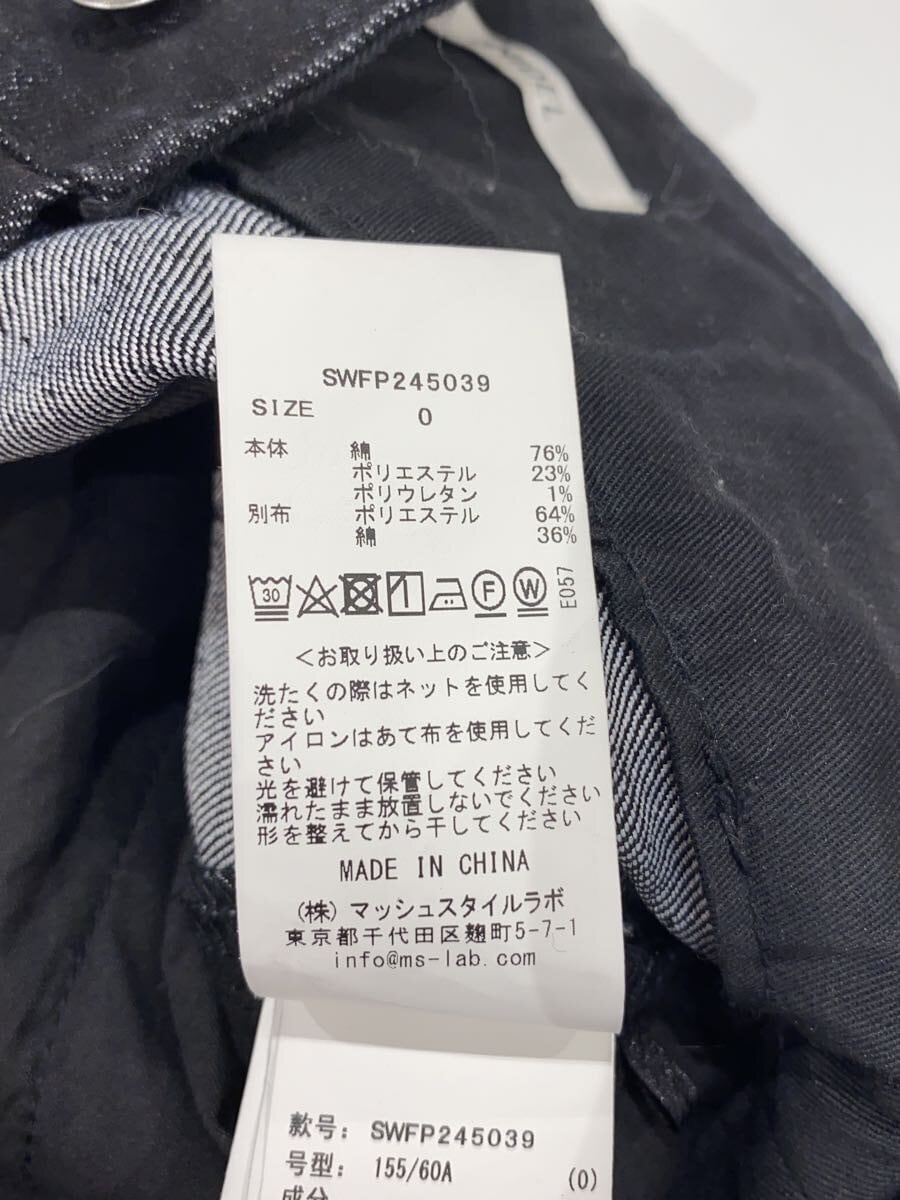 SWFP245039
SIZE 0
本体 綿 76%
ポリエステル 23%
ポリウレタン 1%
別布 ポリエステル 64%
綿 36%
30 F W E057
<お取り扱い上のご注意>
洗たくの際はネットを使用してく
ださい
アイロンはあて布を使用してくだ
さい
光を避けて保管してください
濡れたまま放置しないでください
形を整えてから干してください
MADE IN CHINA
(株)マッシュスタイルラボ
東京都千代田区麹町5-7-1
info@ms-lab.com
款号: SWFP245039
号型: 155/60A (0)
成分